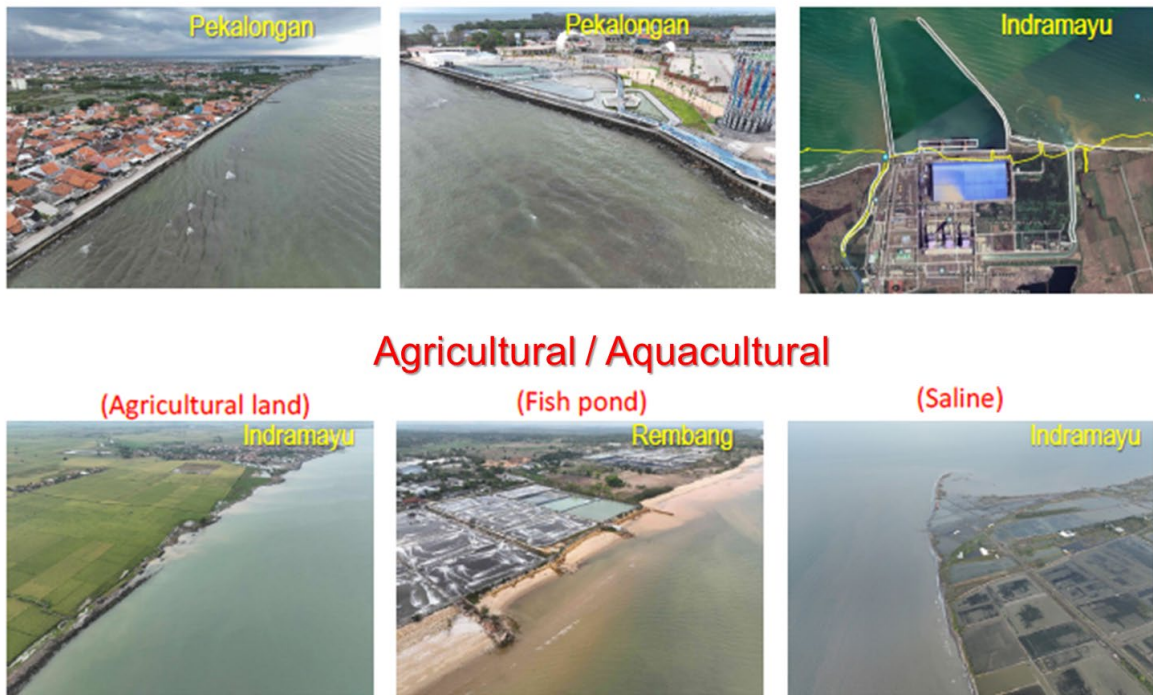 Pekalongan
Pekalongan
Indramayu
Agricultural / Aquacultural
(Agricultural land)
(Fish pond)
(Saline)
Indramayu
Rembang
Indramayu